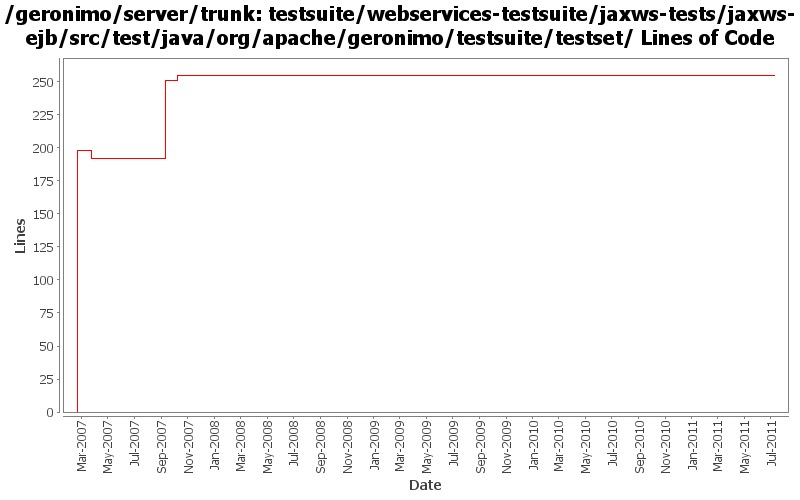 /geronimo/server/trunk: testsuite/webservices-testsuite/jaxws-tests/jaxws-
ejb/src/test/java/org/apache/geronimo/testsuite/testset/ Lines of Code
250
225
200
175
150
125
100
75
50
25
0
Lines
Mar-2007
May-2007
Jul-2007
Sep-2007
Nov-2007
Jan-2008
Mar-2008
May-2008
Jul-2008
Sep-2008
Nov-2008
Jan-2009
Mar-2009
May-2009
Jul-2009
Sep-2009
Nov-2009
Jan-2010
Mar-2010
May-2010
Jul-2010
Sep-2010
Nov-2010
Jan-2011
Mar-2011
May-2011
Jul-2011
Date